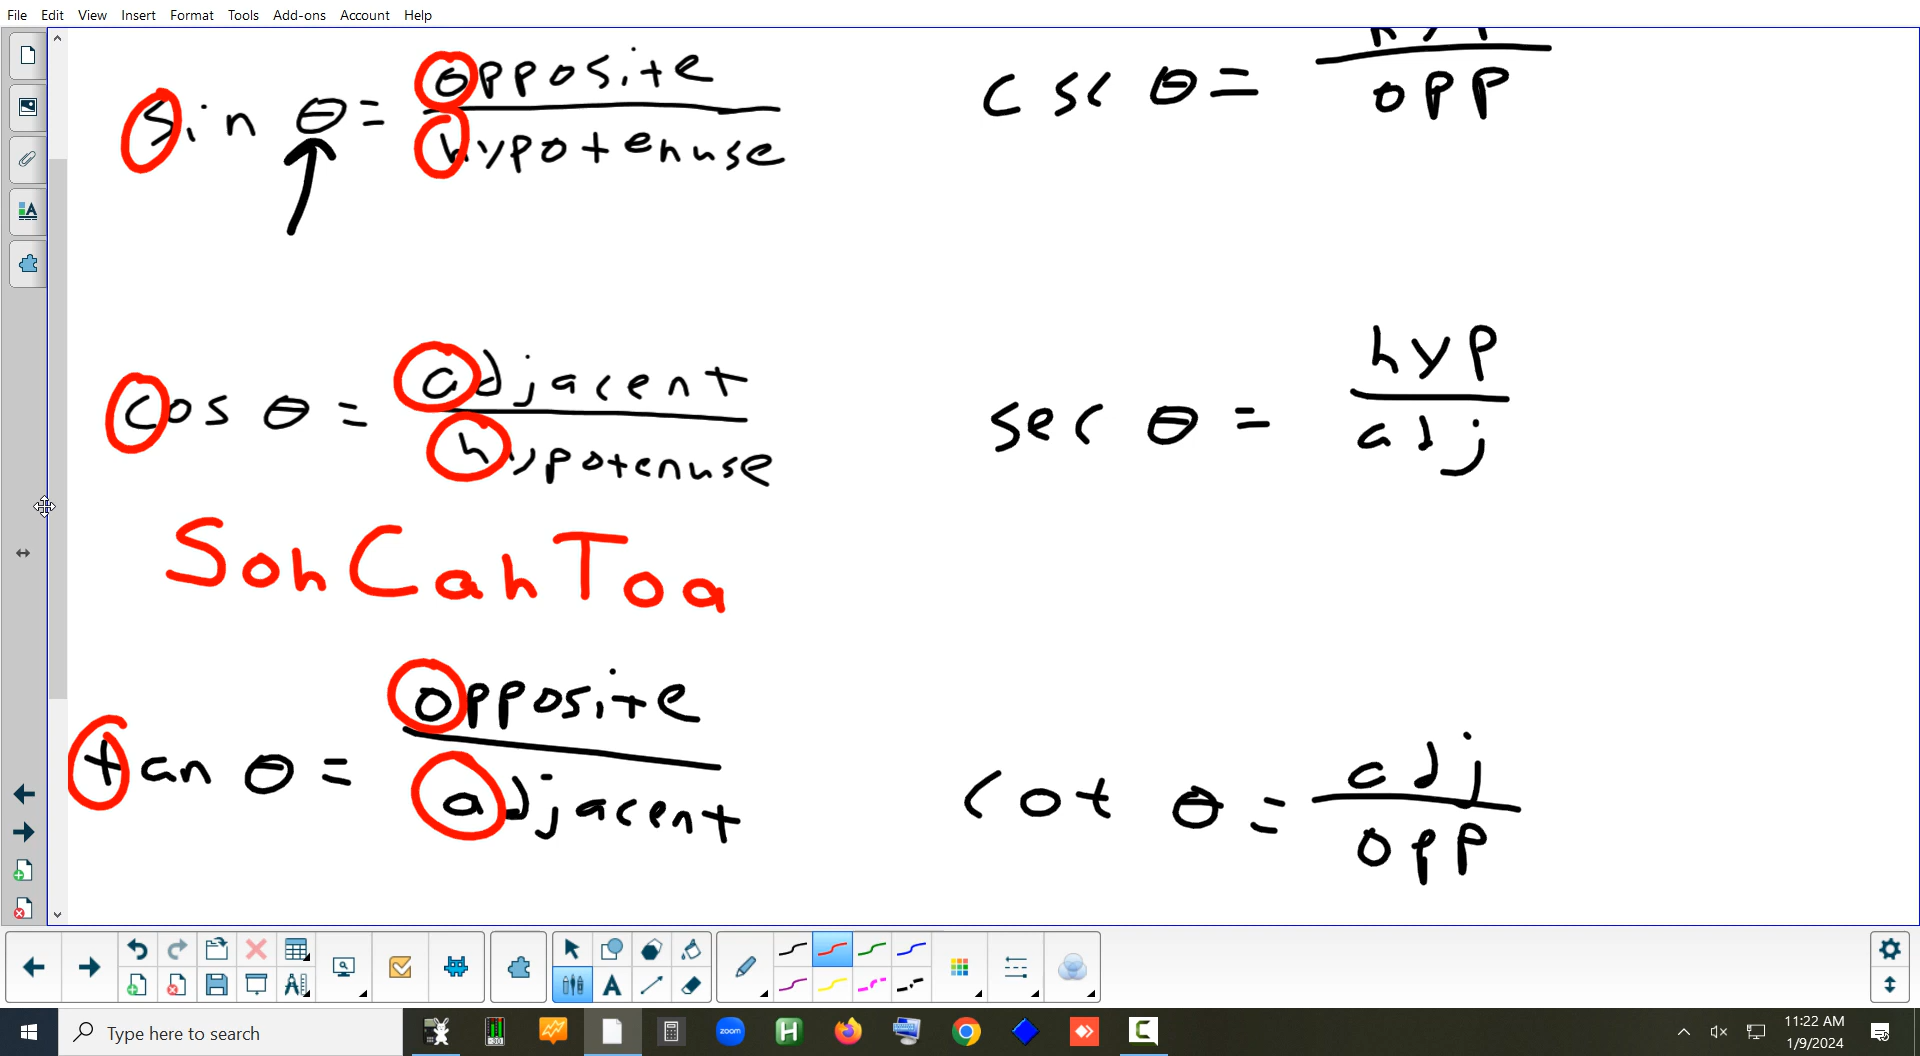 File Edit View Insert Format Tools Add-ons Account Help
sin θ = opposite / hypotenuse
csc θ = hyp / opp
cos θ = adjacent / hypotenuse
sec θ = hyp / adj
SohCahToa
tan θ = opposite / adjacent
cot θ = adj / opp
Type here to search
zoom
H
11:22 AM
1/9/2024